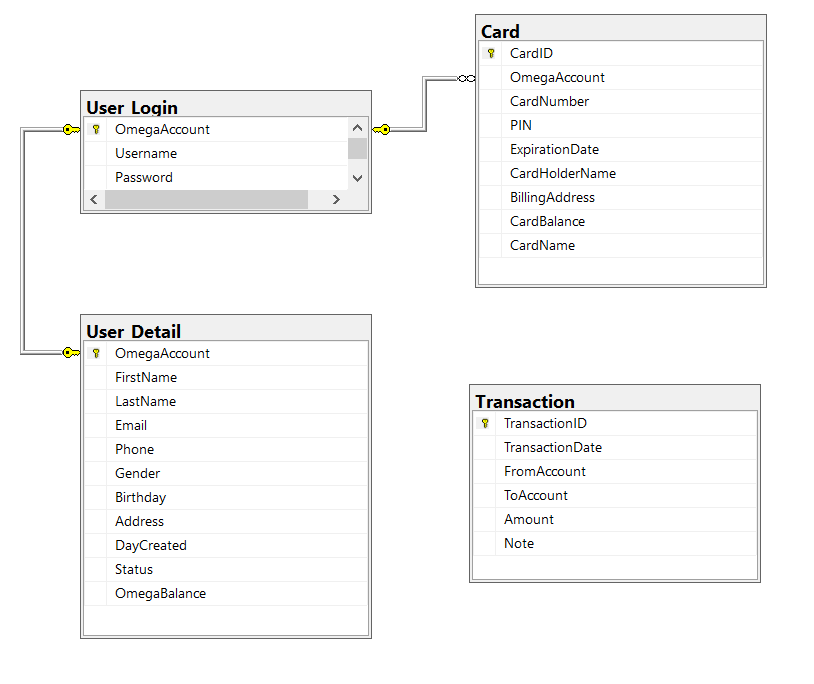 User Login
OmegaAccount
Username
Password
Card
CardID
OmegaAccount
CardNumber
PIN
ExpirationDate
CardHolderName
BillingAddress
CardBalance
CardName
User Detail
OmegaAccount
FirstName
LastName
Email
Phone
Gender
Birthday
Address
DayCreated
Status
OmegaBalance
Transaction
TransactionID
TransactionDate
FromAccount
ToAccount
Amount
Note